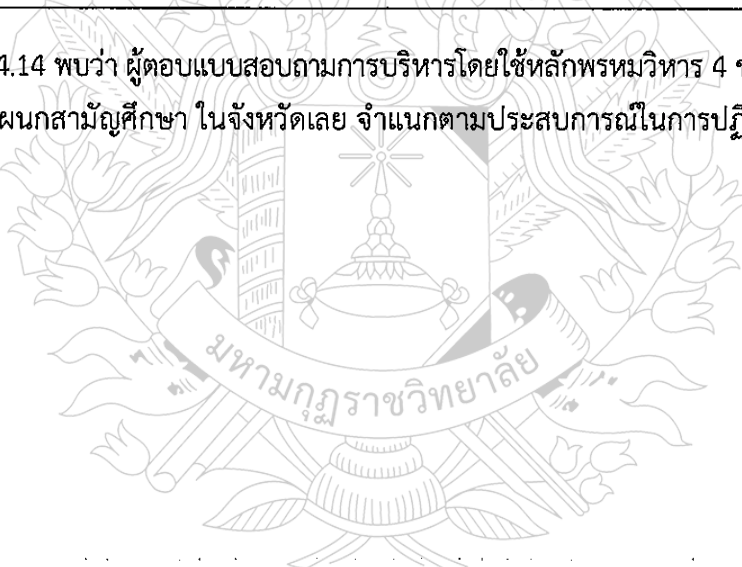 4.14 พบว่า ผู้ตอบแบบสอบถามการบริหารโดยใช้หลักพรหมวิหาร 4
ผนกสามัญศึกษา ในจังหวัดเลย จำแนกตามประสบการณ์ในการปฏิ
มหามกุฏราชวิทยาลัย